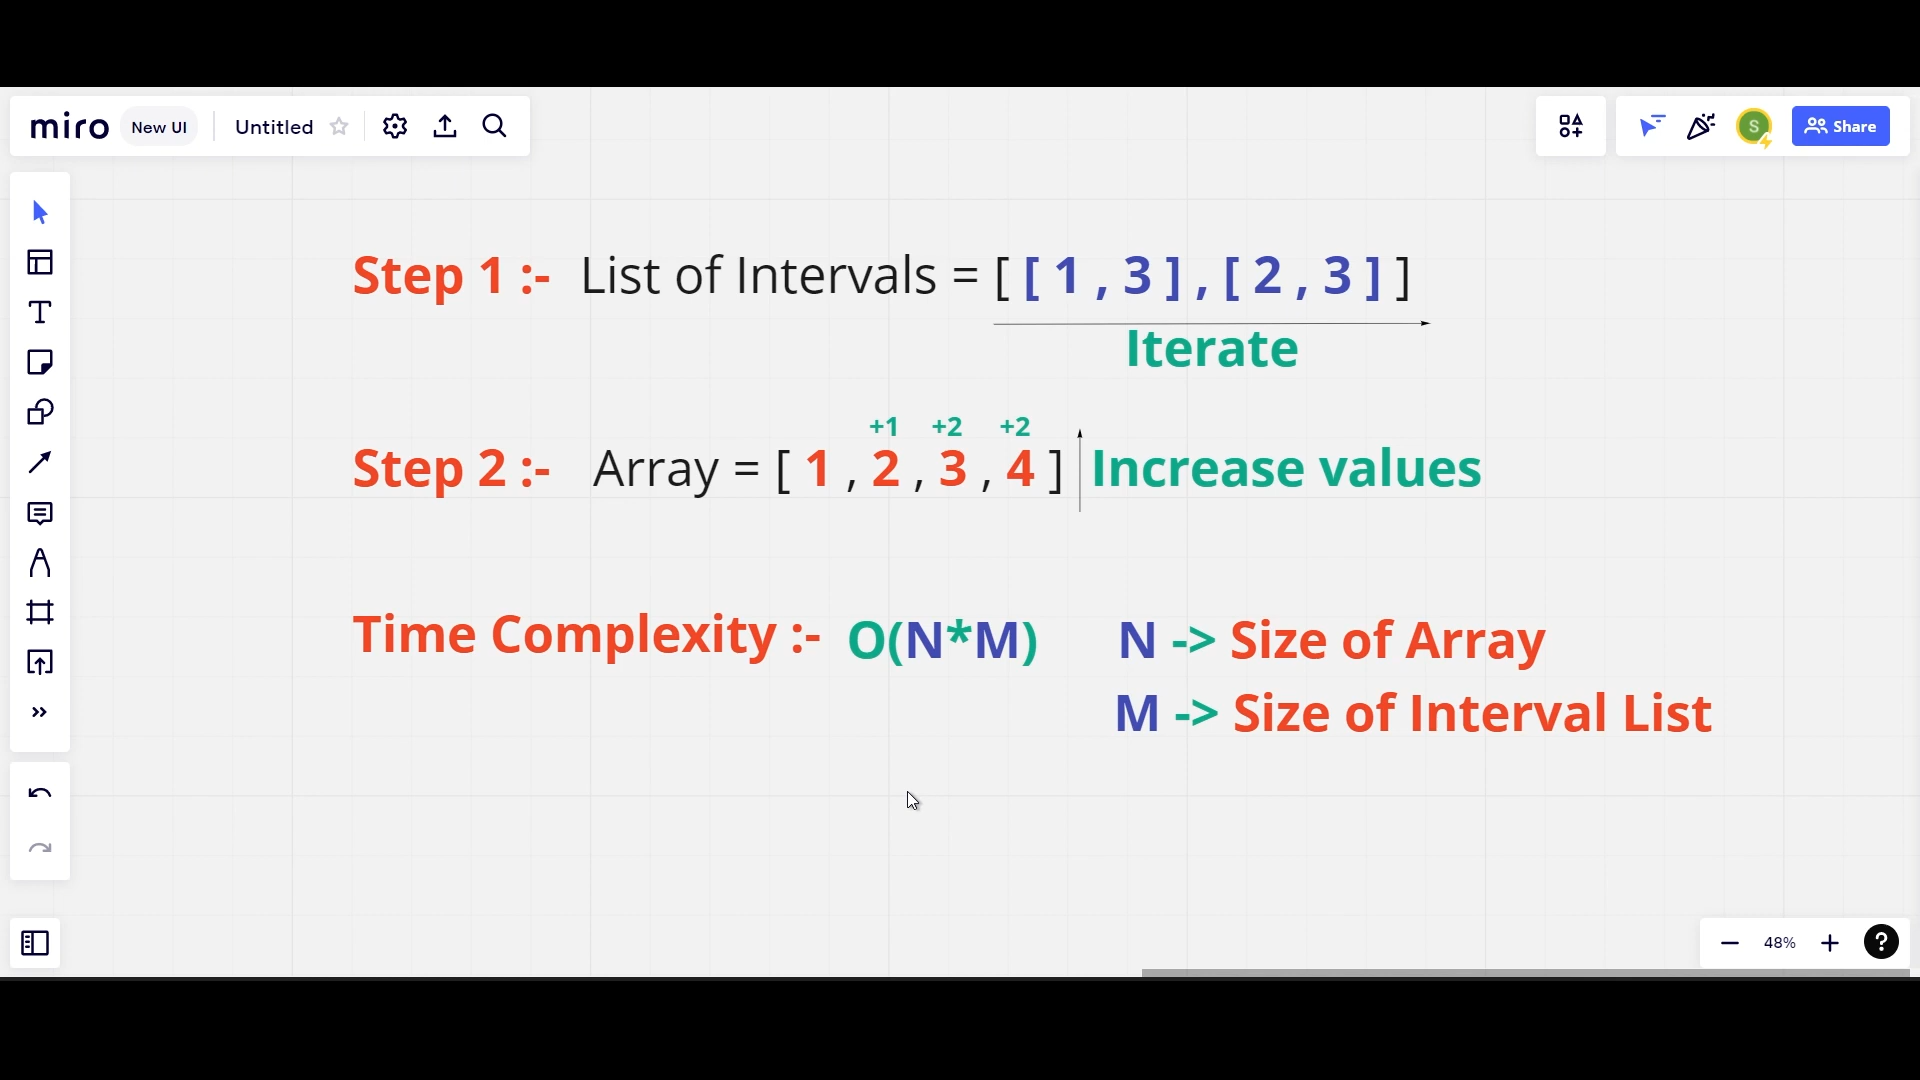 miro New UI Untitled
S Share
Step 1 :- List of Intervals = [ [ 1 , 3 ] , [ 2 , 3 ] ]
Iterate
+1 +2 +2
Step 2 :- Array = [ 1 , 2 , 3 , 4 ] Increase values
Time Complexity :- O(N*M) N -> Size of Array
M -> Size of Interval List
48% ?